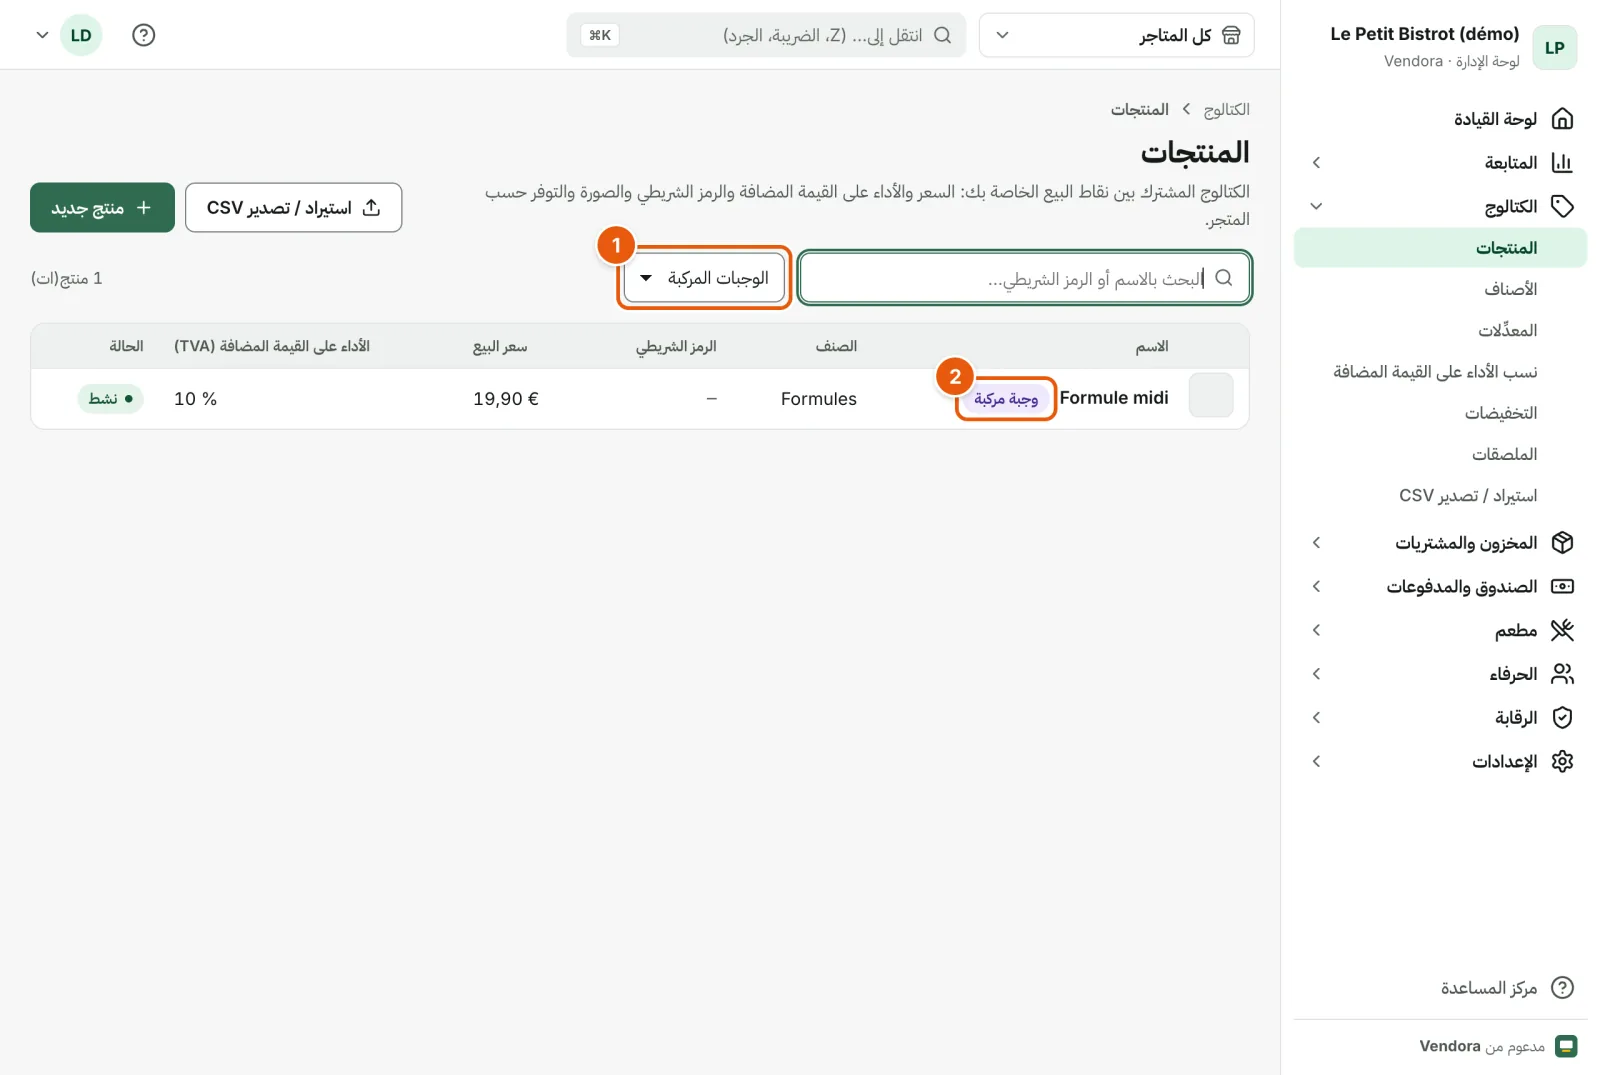 Le Petit Bistrot (démo)
لوحة الإدارة · Vendora
LP
كل المتاجر
انتقل إلى... (Z، الضريبة، الجرد)
⌘K
LD
لوحة القيادة
المتابعة
الكتالوج
المنتجات
الأصناف
المعدّلات
نسب الأداء على القيمة المضافة
التخفيضات
الملصقات
استيراد / تصدير CSV
المخزون والمشتريات
الصندوق والمدفوعات
مطعم
الحرفاء
الرقابة
الإعدادات
مركز المساعدة
مدعوم من Vendora
الكتالوج
المنتجات
المنتجات
الكتالوج المشترك بين نقاط البيع الخاصة بك: السعر والأداء على القيمة المضافة والرمز الشريطي والصورة والتوفر حسب
المتجر.
استيراد / تصدير CSV
منتج جديد
البحث بالاسم أو الرمز الشريطي...
1
الوجبات المركبة
1 منتج(ات)
الاسم الصنف الرمز الشريطي سعر البيع الأداء على القيمة المضافة (TVA) الحالة
2
Formule midi وجبة مركبة Formules – 19,90 € 10 % نشط